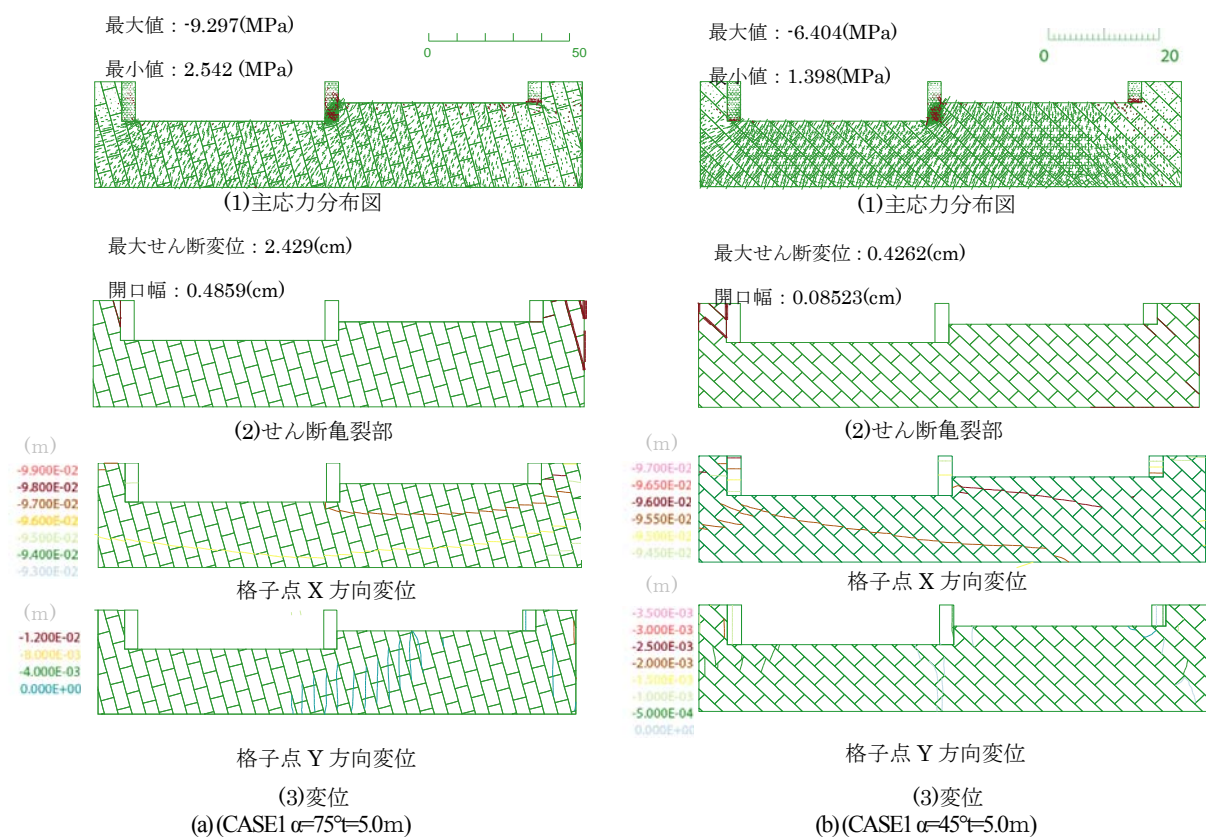 最大値：-9.297(MPa)
0 50
最小値：2.542 (MPa)
(1)主応力分布図
最大せん断変位：2.429(cm)
開口幅：0.4859(cm)
(2)せん断亀裂部
(m)
-9.900E-02
-9.800E-02
-9.700E-02
-9.600E-02
-9.500E-02
-9.400E-02
-9.300E-02
格子点 X 方向変位
(m)
-1.200E-02
-8.000E-03
-4.000E-03
0.000E+00
格子点 Y 方向変位
(3)変位
(a)(CASE1 α=75°t=5.0m)
最大値：-6.404(MPa)
0 20
最小値：1.398(MPa)
(1)主応力分布図
最大せん断変位：0.4262(cm)
開口幅：0.08523(cm)
(2)せん断亀裂部
(m)
-9.700E-02
-9.650E-02
-9.600E-02
-9.550E-02
-9.500E-02
-9.450E-02
格子点 X 方向変位
(m)
-3.500E-03
-3.000E-03
-2.500E-03
-2.000E-03
-1.500E-03
-1.000E-03
-5.000E-04
0.000E+00
格子点 Y 方向変位
(3)変位
(b)(CASE1 α=45°t=5.0m)